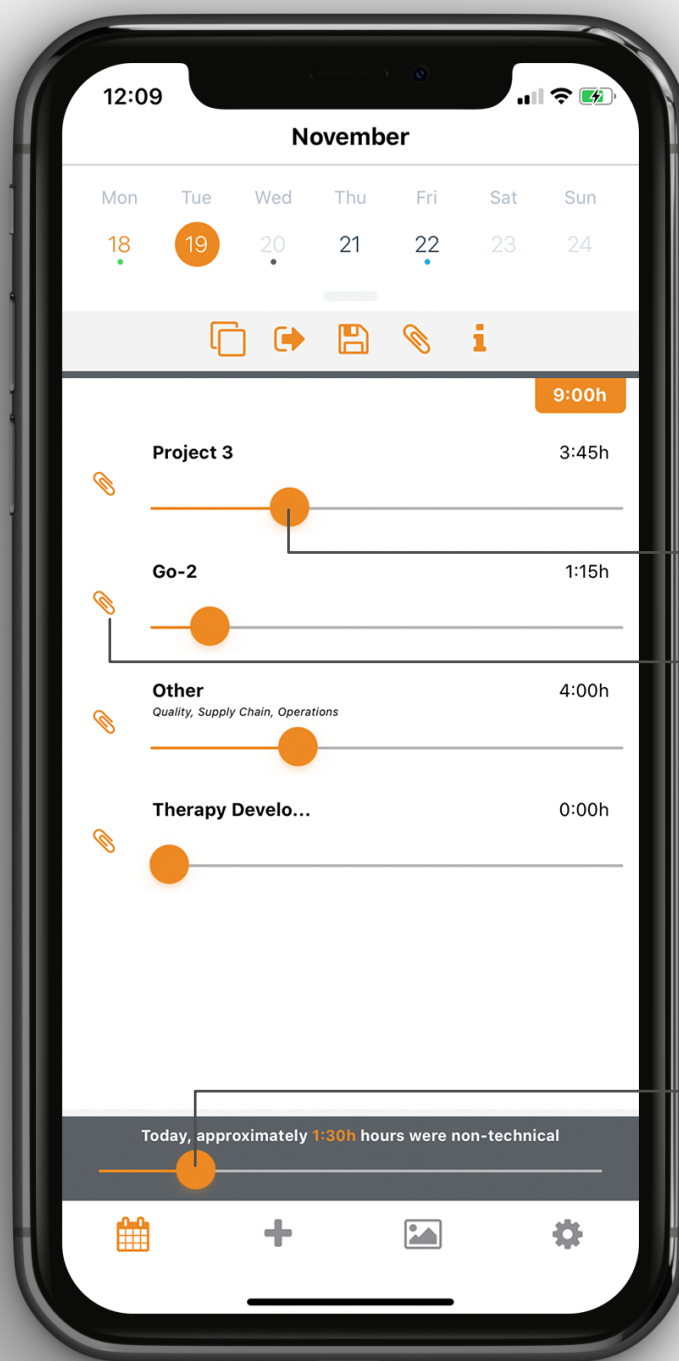 12:09
November
Mon Tue Wed Thu Fri Sat Sun
18 19 20 21 22 23 24
9:00h
Project 3 3:45h
Go-2 1:15h
Other 4:00h
Quality, Supply Chain, Operations
Therapy Develo... 0:00h
Today, approximately 1:30h hours were non-technical